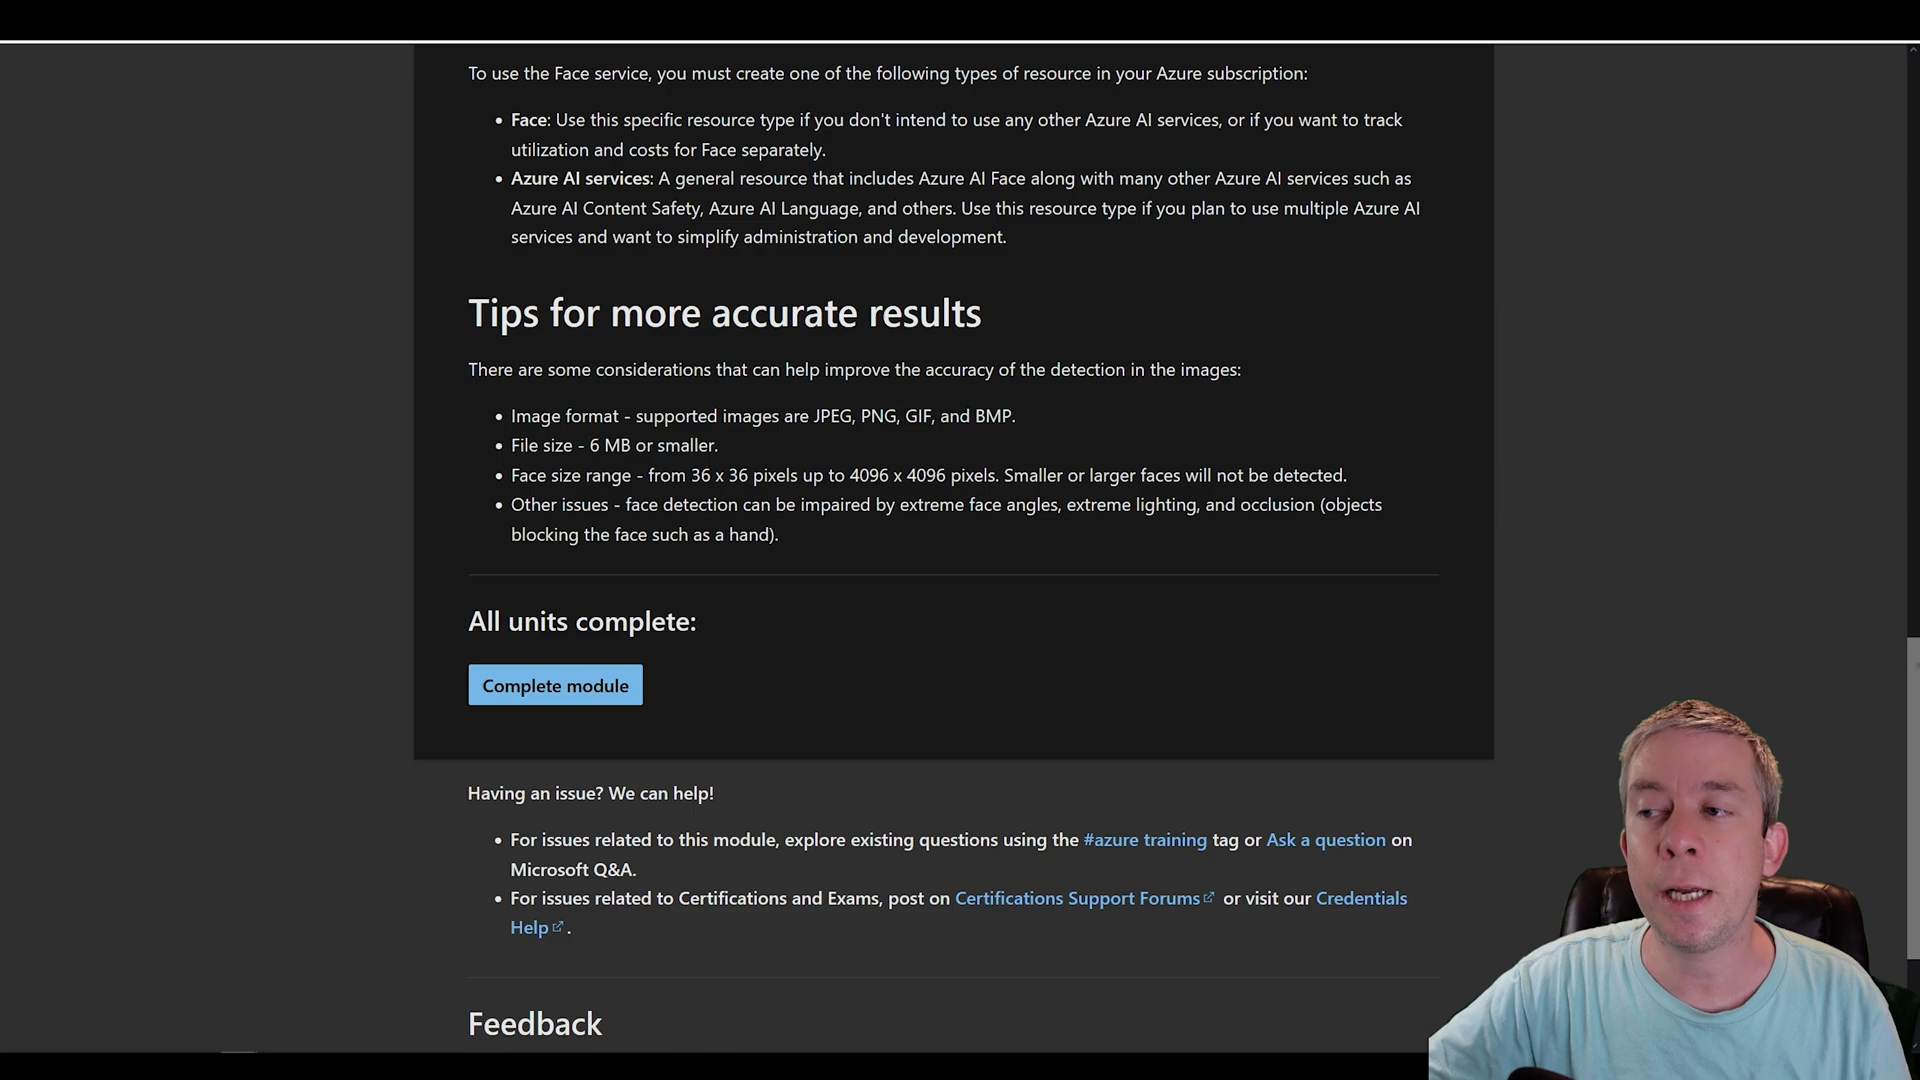 To use the Face service, you must create one of the following types of resource in your Azure subscription:
• Face: Use this specific resource type if you don't intend to use any other Azure AI services, or if you want to track
utilization and costs for Face separately.
• Azure AI services: A general resource that includes Azure AI Face along with many other Azure AI services such as
Azure AI Content Safety, Azure AI Language, and others. Use this resource type if you plan to use multiple Azure AI
services and want to simplify administration and development.
Tips for more accurate results
There are some considerations that can help improve the accuracy of the detection in the images:
• Image format - supported images are JPEG, PNG, GIF, and BMP.
• File size - 6 MB or smaller.
• Face size range - from 36 x 36 pixels up to 4096 x 4096 pixels. Smaller or larger faces will not be detected.
• Other issues - face detection can be impaired by extreme face angles, extreme lighting, and occlusion (objects
blocking the face such as a hand).
All units complete:
Complete module
Having an issue? We can help!
• For issues related to this module, explore existing questions using the #azure training tag or Ask a question on
Microsoft Q&A.
• For issues related to Certifications and Exams, post on Certifications Support Forums or visit our Credentials
Help .
Feedback